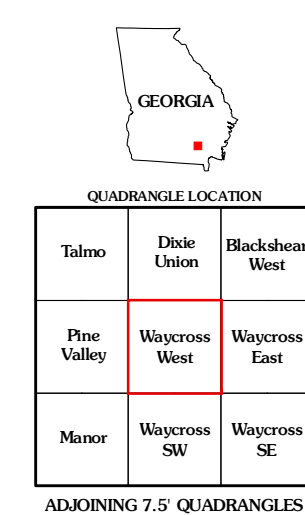 GEORGIA
QUADRANGLE LOCATION
Talmo
Dixie
Union
Blackshear
West
Pine
Valley
Waycross
West
Waycross
East
Manor
Waycross
SW
Waycross
SE
ADJOINING 7.5' QUADRANGLES